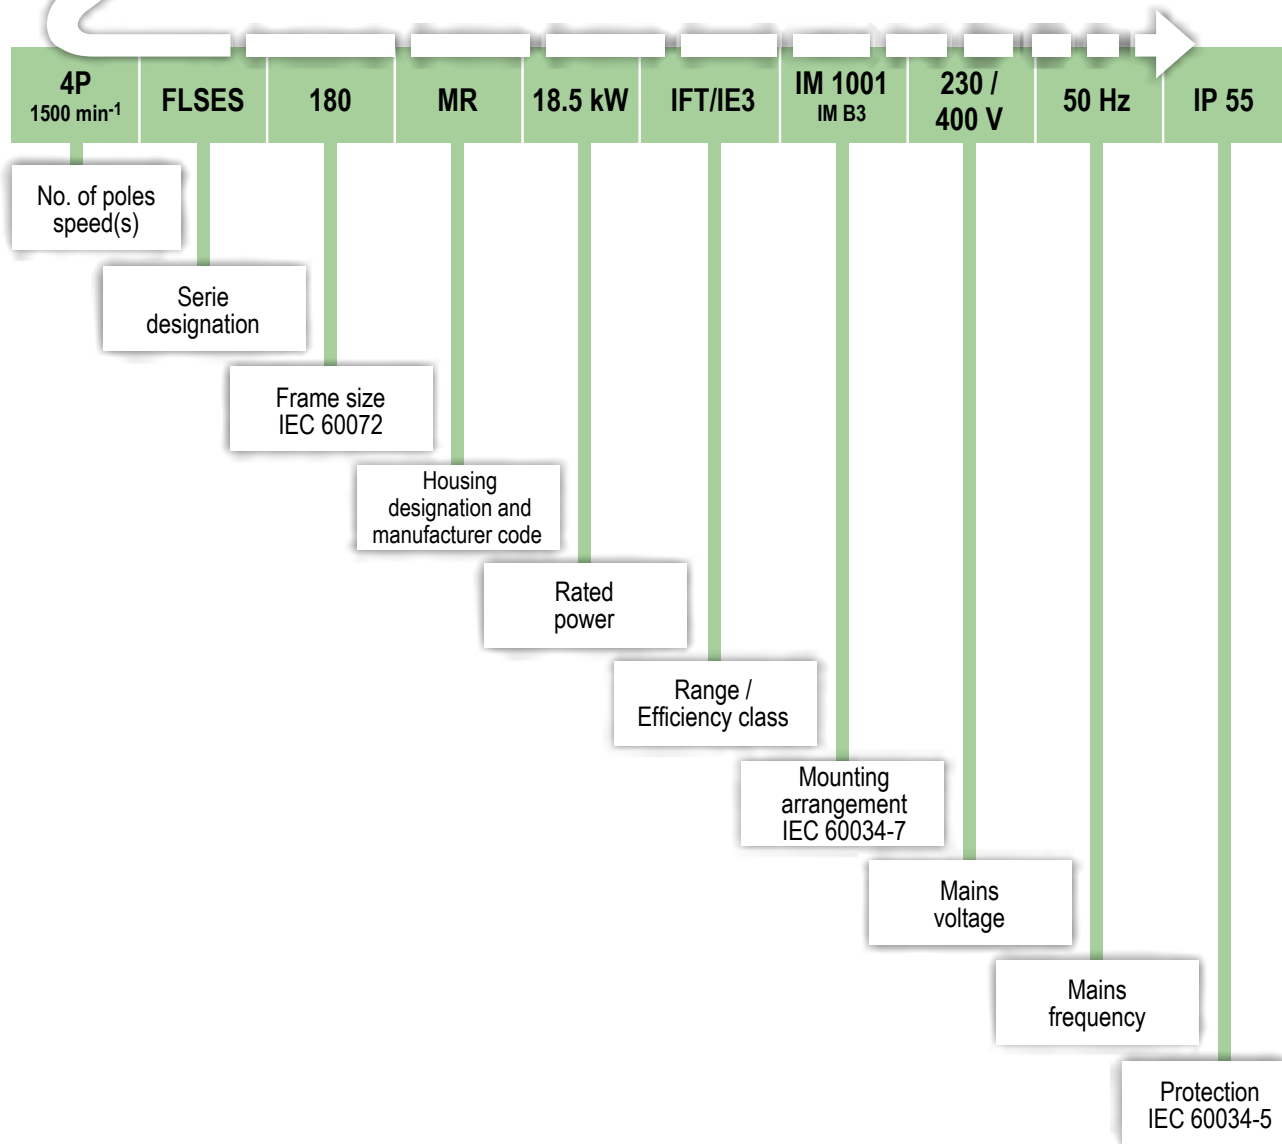 4P
1500 min-1
FLSES
180
MR
18.5 kW
IFT/IE3
IM 1001
IM B3
230 /
400 V
50 Hz
IP 55
No. of poles
speed(s)
Serie
designation
Frame size
IEC 60072
Housing
designation and
manufacturer code
Rated
power
Range /
Efficiency class
Mounting
arrangement
IEC 60034-7
Mains
voltage
Mains
frequency
Protection
IEC 60034-5